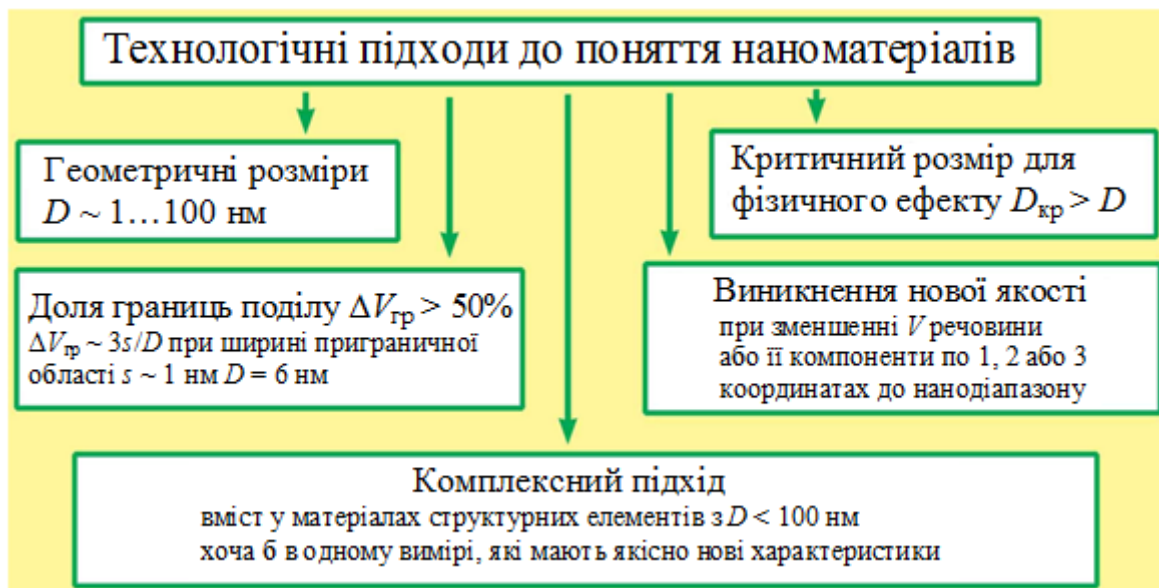 Технологічні підходи до поняття наноматеріалів
Геометричні розміри
D ~ 1…100 нм
Критичний розмір для
фізичного ефекту Dкр > D
Доля границь поділу ΔVгр > 50%
ΔVгр ~ 3s/D при ширині приграничної
області s ~ 1 нм D = 6 нм
Виникнення нової якості
при зменшенні V речовини
або її компоненти по 1, 2 або 3
координатах до нанодіапазону
Комплексний підхід
вміст у матеріалах структурних елементів з D < 100 нм
хоча б в одному вимірі, які мають якісно нові характеристики